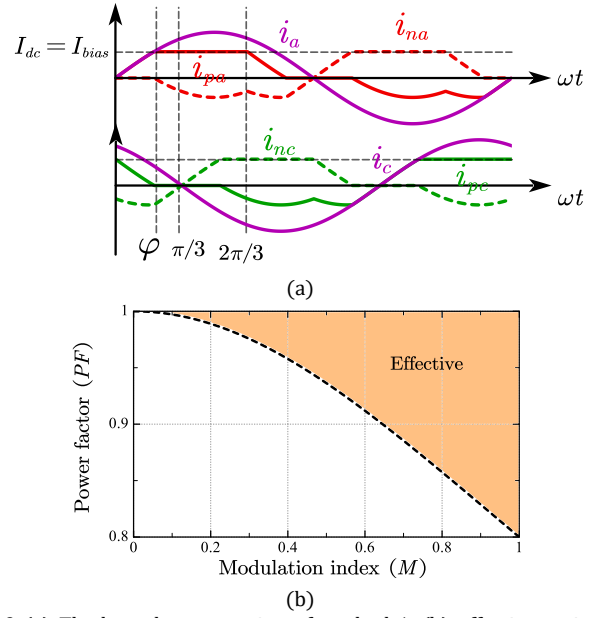 i_na
i_a
I_dc = I_bias
i_pa
ωt
i_nc
i_c
i_pc
ωt
φ π/3 2π/3
(a)
1
Effective
0.9
0.8
Power factor (PF)
0 0.2 0.4 0.6 0.8 1
Modulation index (M)
(b)